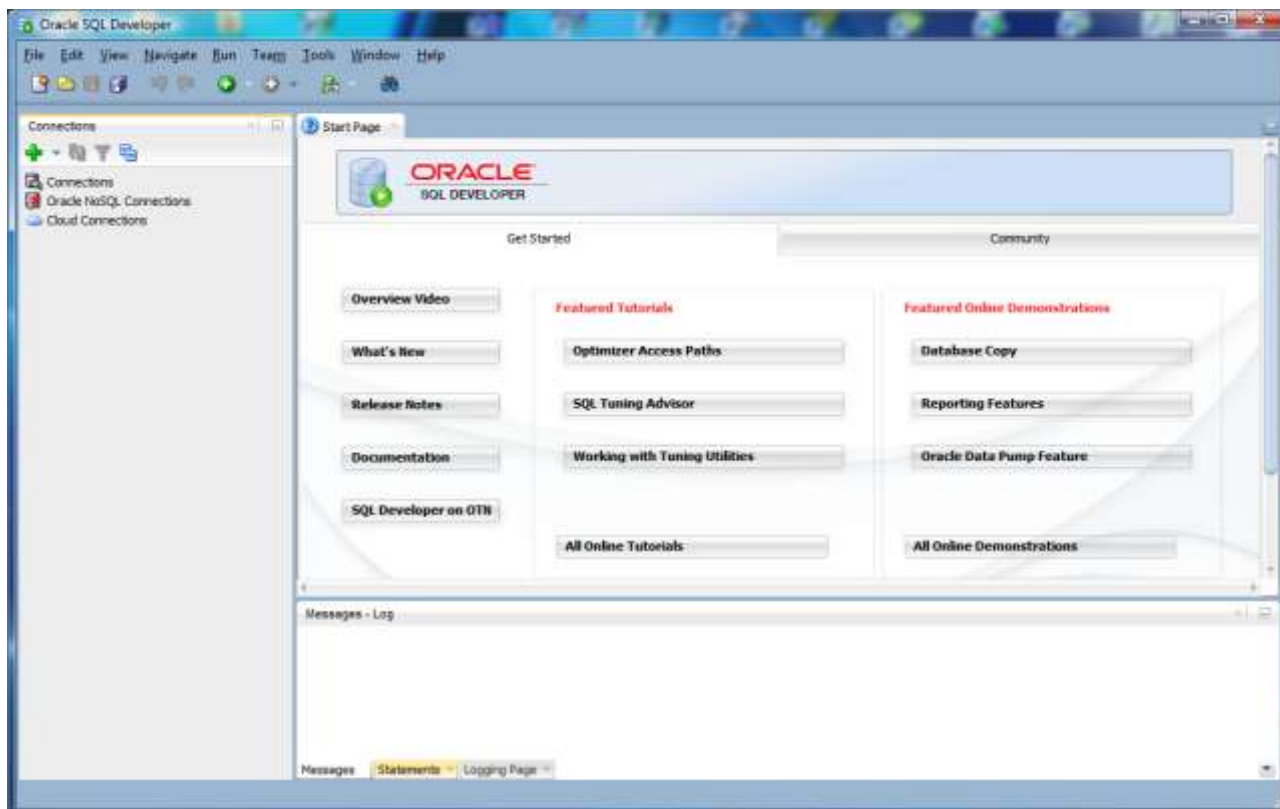 Oracle SQL Developer
File Edit View Navigate Run Team Tools Window Help
Connections
Start Page
Connections
Oracle NoSQL Connections
Cloud Connections
ORACLE
SQL DEVELOPER
Get Started
Community
Overview Video
What's New
Release Notes
Documentation
SQL Developer on OTN
Featured Tutorials
Optimizer Access Paths
SQL Tuning Advisor
Working with Tuning Utilities
All Online Tutorials
Featured Online Demonstrations
Database Copy
Reporting Features
Oracle Data Pump Feature
All Online Demonstrations
Messages - Log
Messages Statements Logging Page